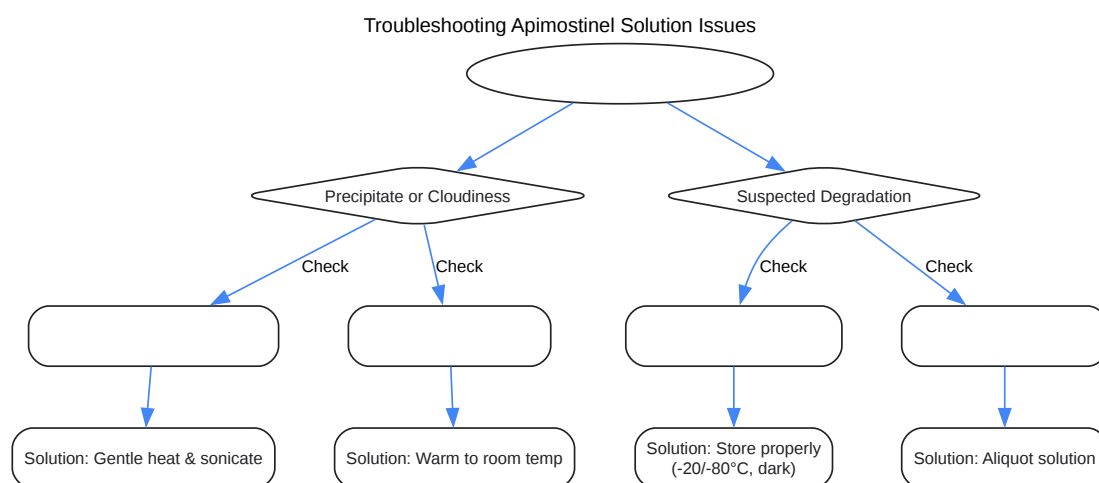 Troubleshooting Apimostinel Solution Issues
Precipitate or Cloudiness
Suspected Degradation
Check
Check
Check
Check
Solution: Gentle heat & sonicate
Solution: Warm to room temp
Solution: Store properly
(-20/-80°C, dark)
Solution: Aliquot solution